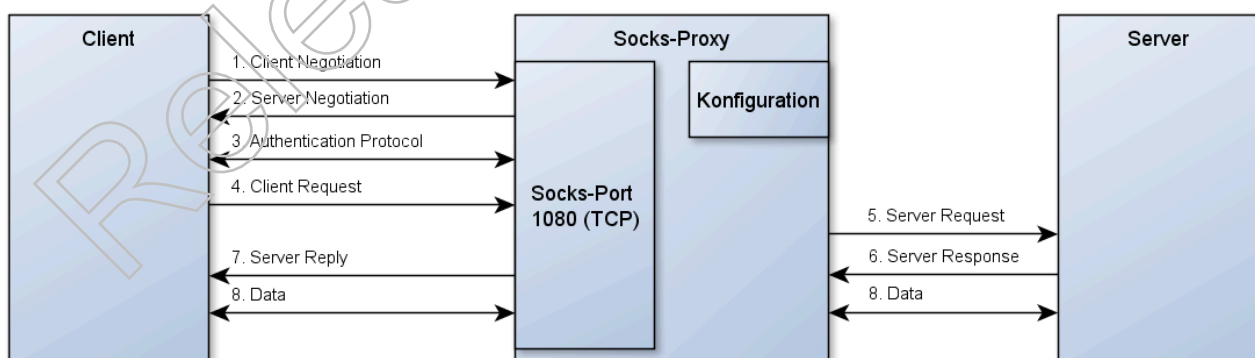 Client
Socks-Proxy
Server
1. Client Negotiation
2. Server Negotiation
3. Authentication Protocol
4. Client Request
7. Server Reply
8. Data
Socks-Port
1080 (TCP)
Konfiguration
5. Server Request
6. Server Response
8. Data